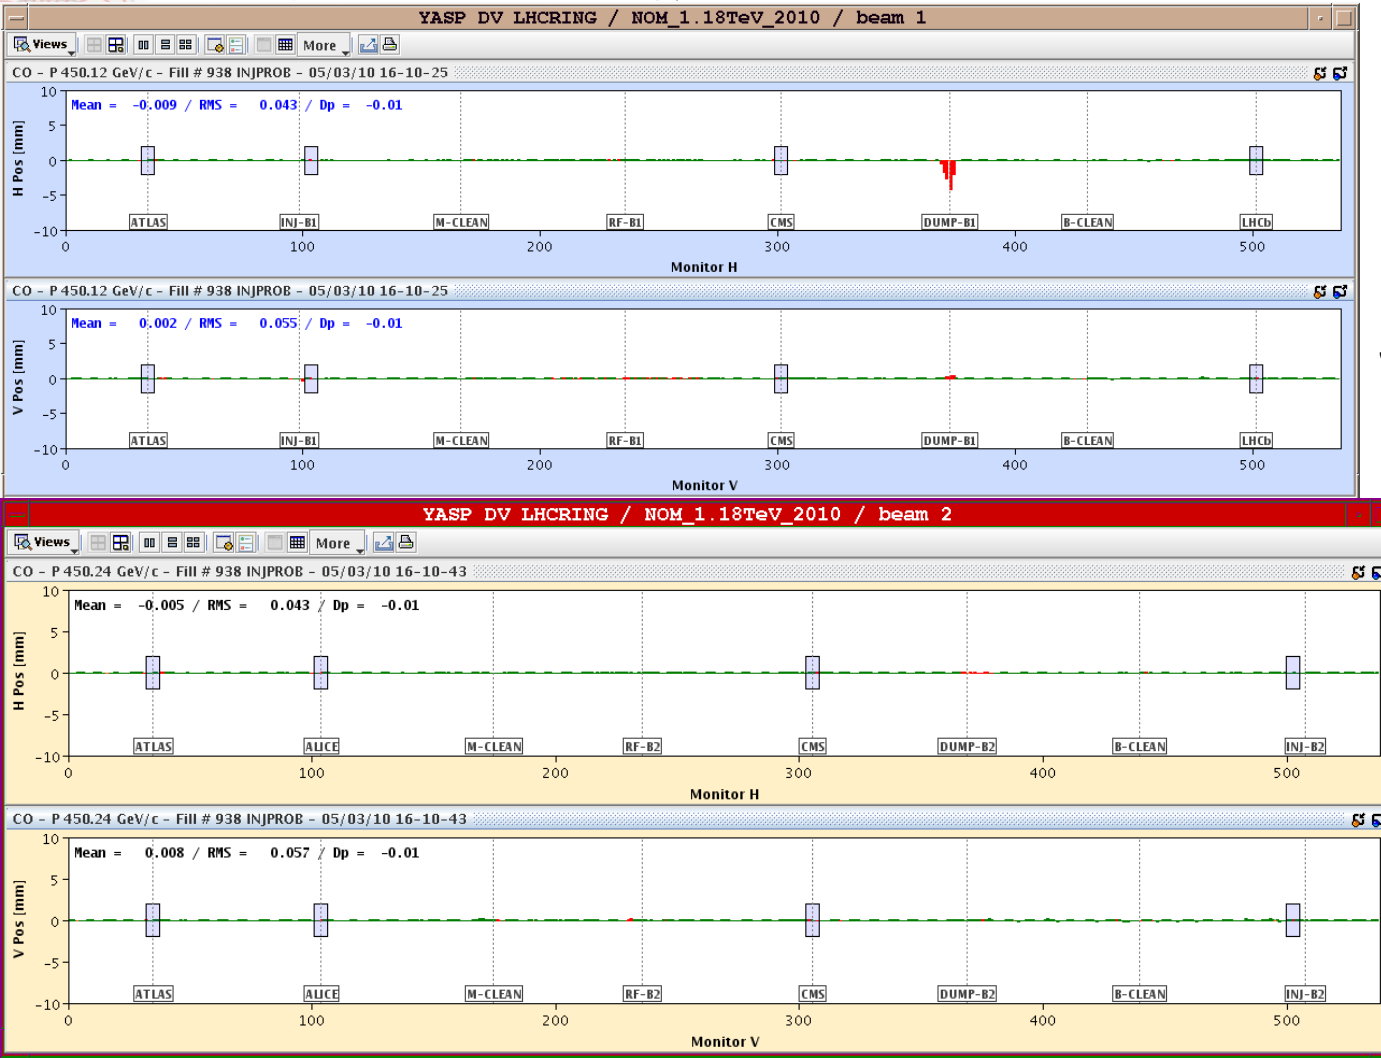 YASP DV LHCRING / NOM_1.18TeV_2010 / beam 1
Views More
CO - P 450.12 GeV/c - Fill # 938 INJPROB - 05/03/10 16-10-25
Mean = -0.009 / RMS = 0.043 / Dp = -0.01
H Pos [mm]
10
5
0
-5
-10
ATLAS INJ-B1 M-CLEAN RF-B1 CMS DUMP-B1 B-CLEAN LHCb
0 100 200 300 400 500
Monitor H
CO - P 450.12 GeV/c - Fill # 938 INJPROB - 05/03/10 16-10-25
Mean = 0.002 / RMS = 0.055 / Dp = -0.01
V Pos [mm]
10
5
0
-5
-10
ATLAS INJ-B1 M-CLEAN RF-B1 CMS DUMP-B1 B-CLEAN LHCb
0 100 200 300 400 500
Monitor V
YASP DV LHCRING / NOM_1.18TeV_2010 / beam 2
Views More
CO - P 450.24 GeV/c - Fill # 938 INJPROB - 05/03/10 16-10-43
Mean = -0.005 / RMS = 0.043 / Dp = -0.01
H Pos [mm]
10
5
0
-5
-10
ATLAS ALICE M-CLEAN RF-B2 CMS DUMP-B2 B-CLEAN INJ-B2
0 100 200 300 400 500
Monitor H
CO - P 450.24 GeV/c - Fill # 938 INJPROB - 05/03/10 16-10-43
Mean = 0.008 / RMS = 0.057 / Dp = -0.01
V Pos [mm]
10
5
0
-5
-10
ATLAS ALICE M-CLEAN RF-B2 CMS DUMP-B2 B-CLEAN INJ-B2
0 100 200 300 400 500
Monitor V